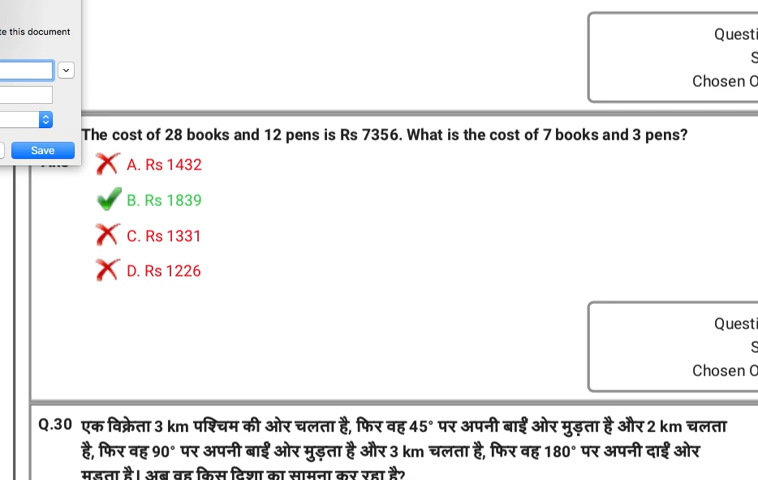 te this document
Save
The cost of 28 books and 12 pens is Rs 7356. What is the cost of 7 books and 3 pens?
A. Rs 1432
B. Rs 1839
C. Rs 1331
D. Rs 1226
Q.30 एक विक्रेता 3 km पश्चिम की ओर चलता है, फिर वह 45° पर अपनी बाईं ओर मुड़ता है और 2 km चलता
है, फिर वह 90° पर अपनी बाईं ओर मुड़ता है और 3 km चलता है, फिर वह 180° पर अपनी दाईं ओर
मुड़ता है। अब वह किस दिशा का सामना कर रहा है?
Questi
S
Chosen O
Questi
S
Chosen O